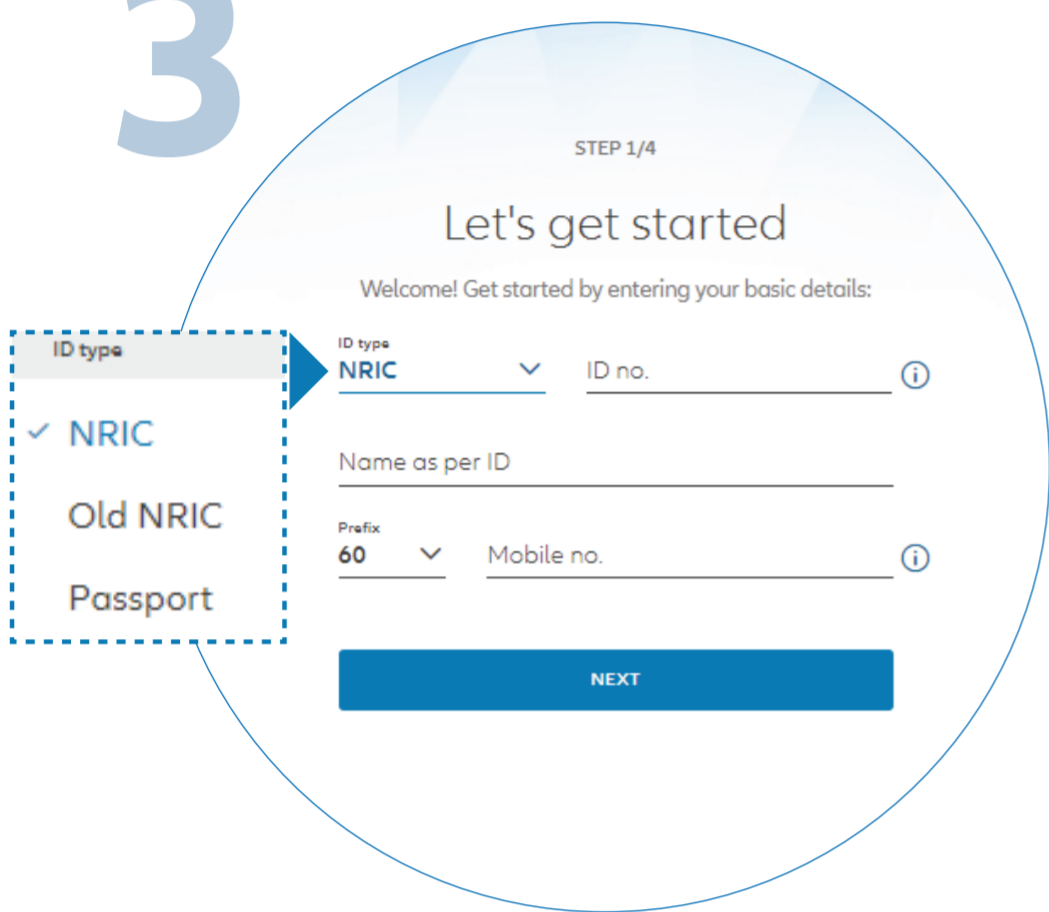 3
STEP 1/4
Let's get started
Welcome! Get started by entering your basic details:
ID type
NRIC
Old NRIC
Passport
ID type
NRIC ID no.
Name as per ID
Prefix
60 Mobile no.
NEXT